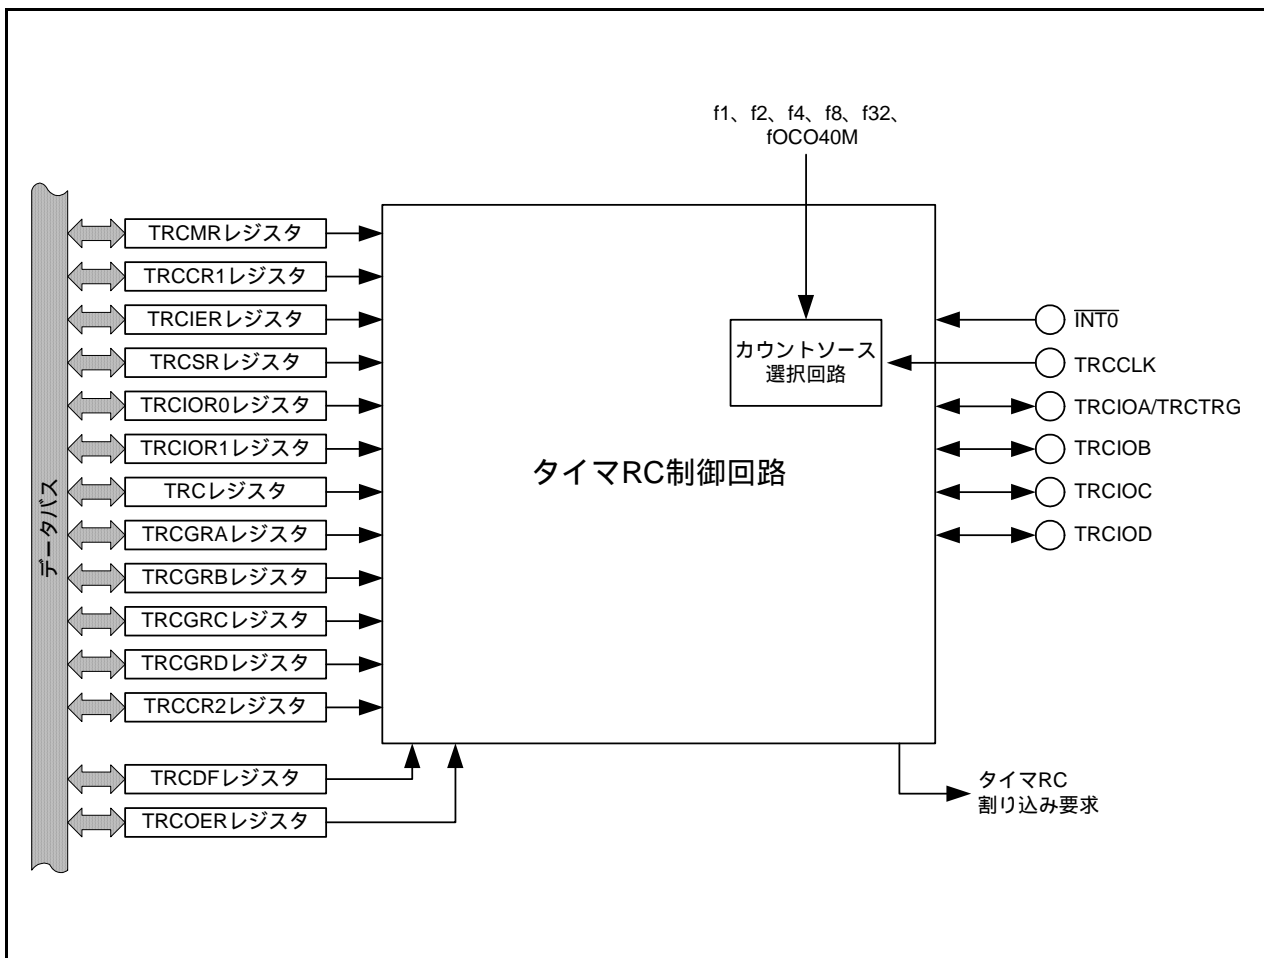 f1、f2、f4、f8、f32、
fOCO40M
データバス
TRCMRレジスタ
TRCCR1レジスタ
TRCIERレジスタ
TRCSRレジスタ
TRCIOR0レジスタ
TRCIOR1レジスタ
TRCレジスタ
TRCGRAレジスタ
TRCGRBレジスタ
TRCGRCレジスタ
TRCGRDレジスタ
TRCCR2レジスタ
TRCDFレジスタ
TRCOERレジスタ
タイマRC制御回路
カウントソース
選択回路
INT0
TRCCLK
TRCIOA/TRCTRG
TRCIOB
TRCIOC
TRCIOD
タイマRC
割り込み要求